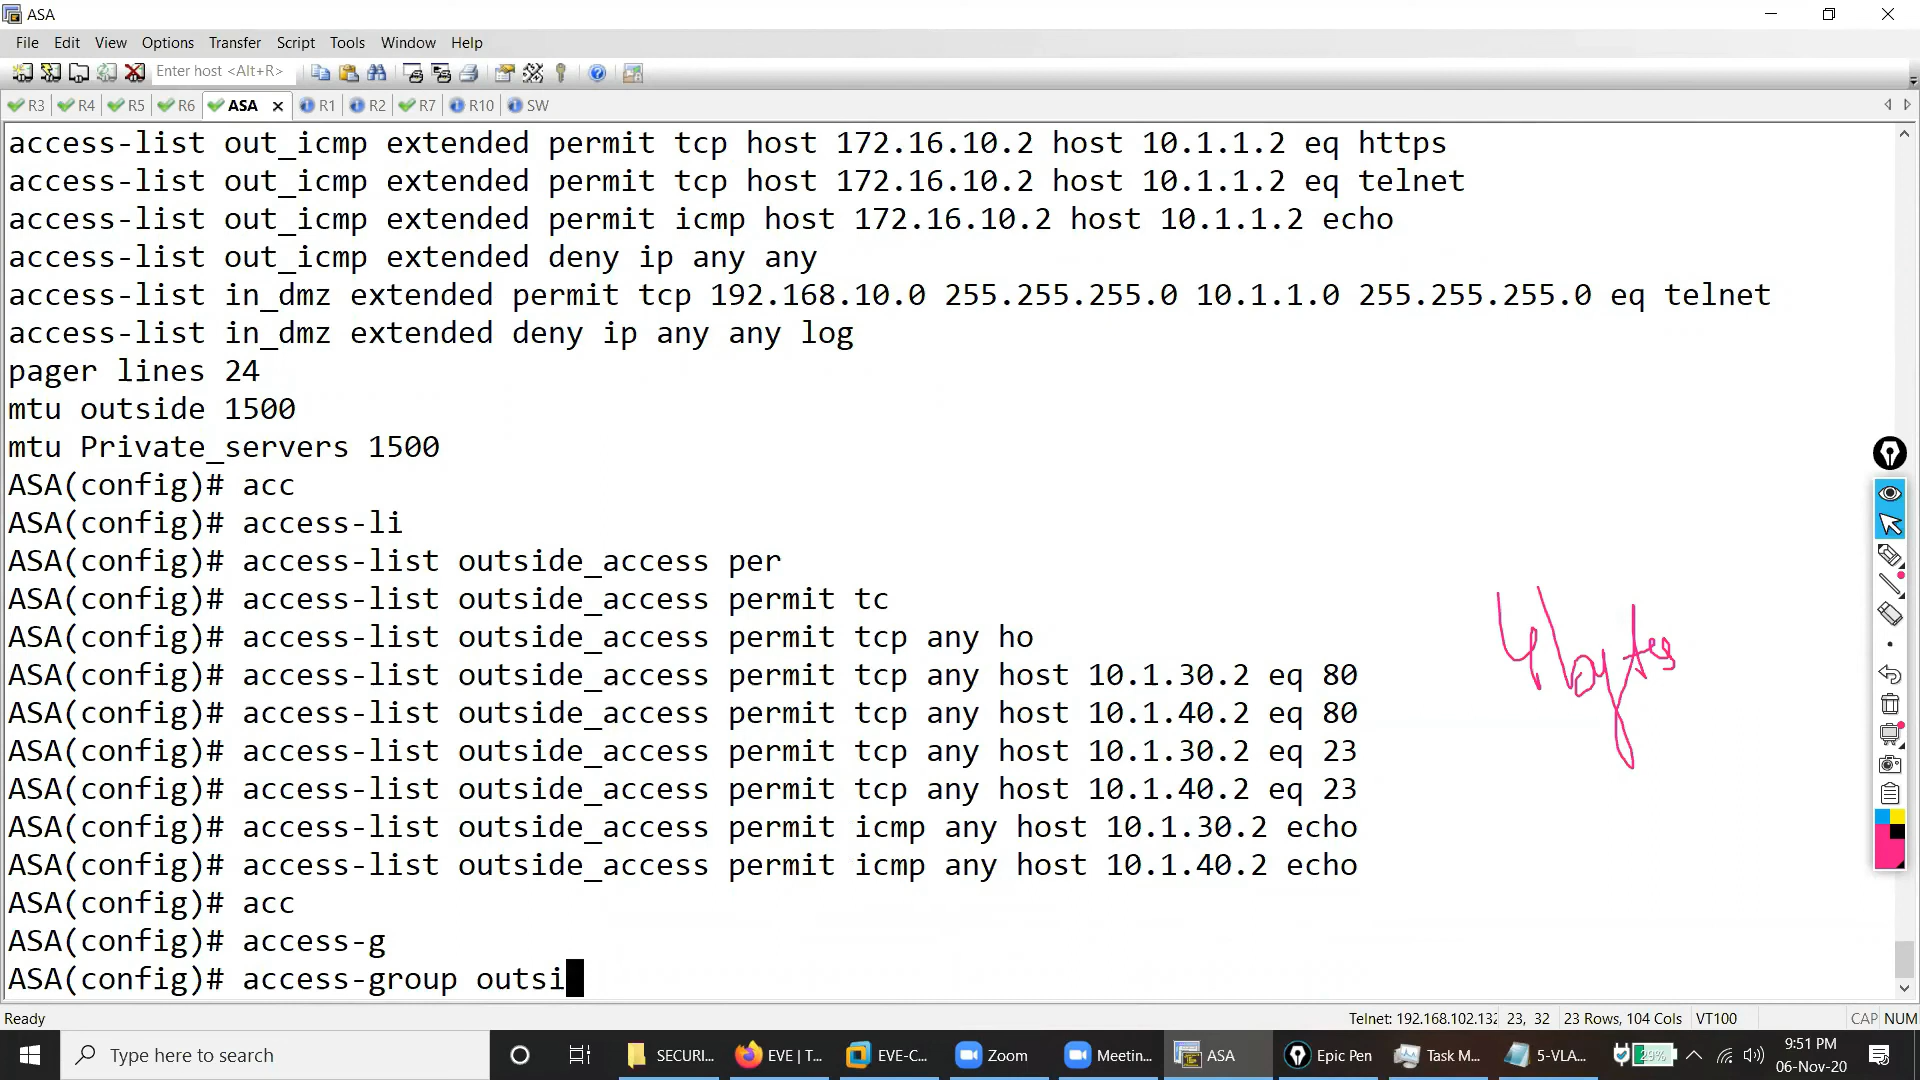 ASA
File Edit View Options Transfer Script Tools Window Help
Enter host <Alt+R>
R3 R4 R5 R6 ASA R1 R2 R7 R10 SW
access-list out_icmp extended permit tcp host 172.16.10.2 host 10.1.1.2 eq https
access-list out_icmp extended permit tcp host 172.16.10.2 host 10.1.1.2 eq telnet
access-list out_icmp extended permit icmp host 172.16.10.2 host 10.1.1.2 echo
access-list out_icmp extended deny ip any any
access-list in_dmz extended permit tcp 192.168.10.0 255.255.255.0 10.1.1.0 255.255.255.0 eq telnet
access-list in_dmz extended deny ip any any log
pager lines 24
mtu outside 1500
mtu Private_servers 1500
ASA(config)# acc
ASA(config)# access-li
ASA(config)# access-list outside_access per
ASA(config)# access-list outside_access permit tc
ASA(config)# access-list outside_access permit tcp any ho
ASA(config)# access-list outside_access permit tcp any host 10.1.30.2 eq 80
ASA(config)# access-list outside_access permit tcp any host 10.1.40.2 eq 80
ASA(config)# access-list outside_access permit tcp any host 10.1.30.2 eq 23
ASA(config)# access-list outside_access permit tcp any host 10.1.40.2 eq 23
ASA(config)# access-list outside_access permit icmp any host 10.1.30.2 echo
ASA(config)# access-list outside_access permit icmp any host 10.1.40.2 echo
ASA(config)# acc
ASA(config)# access-g
ASA(config)# access-group outsi
4bytes
Ready Telnet: 192.168.102.132 23, 32 23 Rows, 104 Cols VT100 CAP NUM
Type here to search SECURI... EVE | T... EVE-C... Zoom Meetin... ASA Epic Pen Task M... 5-VLA... 29% 9:51 PM
06-Nov-20